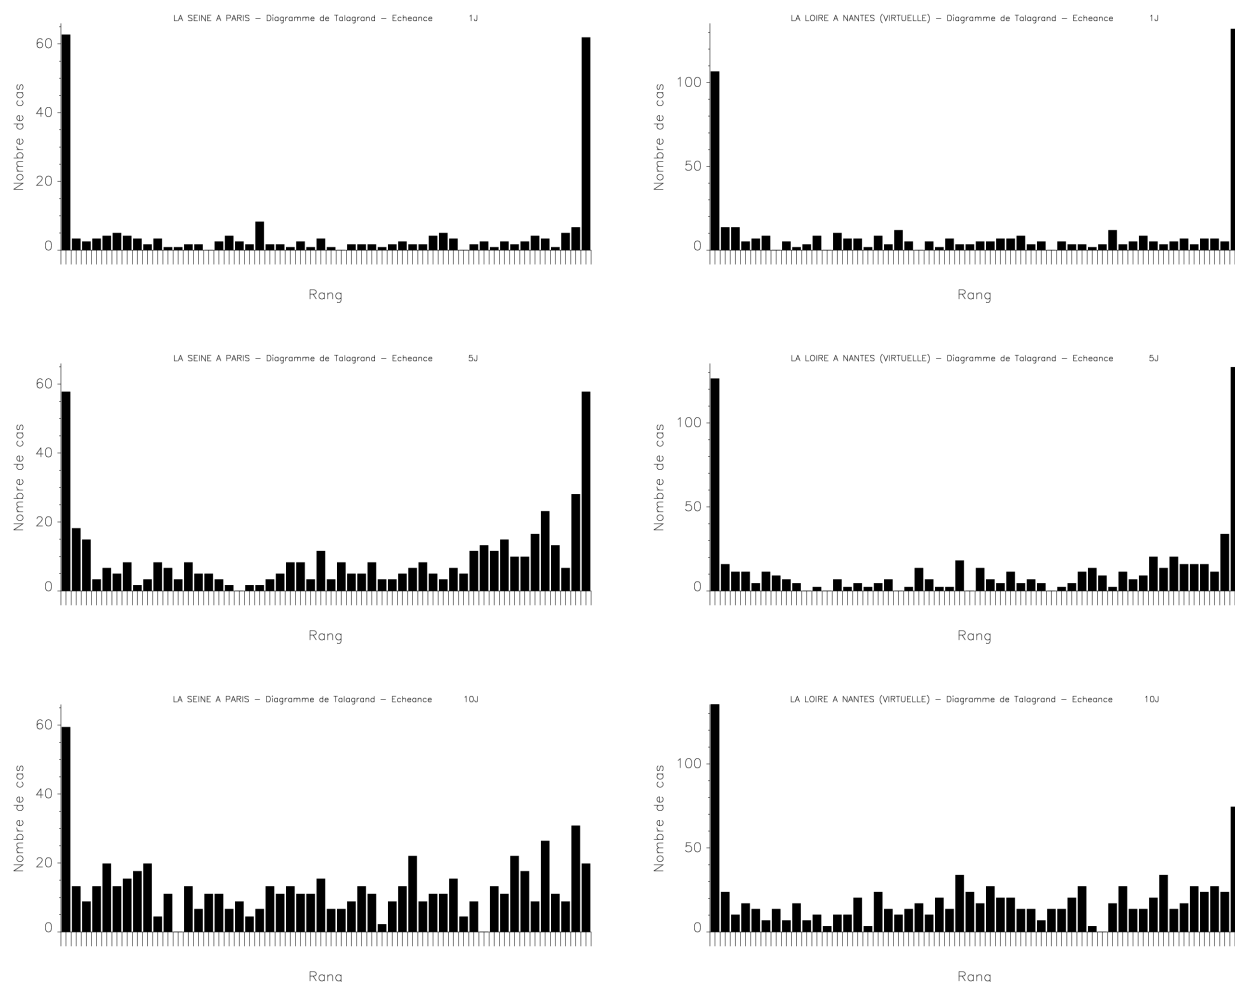 LA SEINE A PARIS – Diagramme de Talagrand – Echeance 1J
60
40
20
0
Nombre de cas
Rang
LA LOIRE A NANTES (VIRTUELLE) – Diagramme de Talagrand – Echeance 1J
100
50
0
Nombre de cas
Rang
LA SEINE A PARIS – Diagramme de Talagrand – Echeance 5J
60
40
20
0
Nombre de cas
Rang
LA LOIRE A NANTES (VIRTUELLE) – Diagramme de Talagrand – Echeance 5J
100
50
0
Nombre de cas
Rang
LA SEINE A PARIS – Diagramme de Talagrand – Echeance 10J
60
40
20
0
Nombre de cas
Rang
LA LOIRE A NANTES (VIRTUELLE) – Diagramme de Talagrand – Echeance 10J
100
50
0
Nombre de cas
Rang